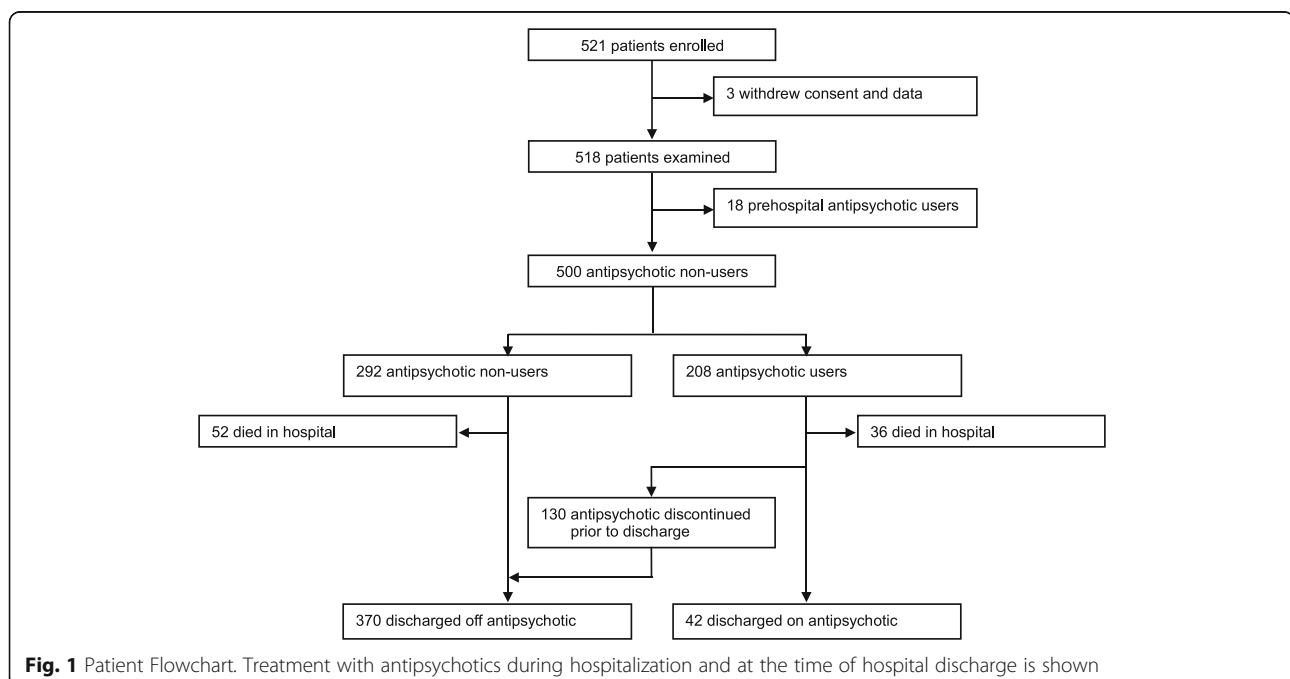 521 patients enrolled
3 withdrew consent and data
518 patients examined
18 prehospital antipsychotic users
500 antipsychotic non-users
292 antipsychotic non-users
208 antipsychotic users
52 died in hospital
36 died in hospital
130 antipsychotic discontinued
prior to discharge
370 discharged off antipsychotic
42 discharged on antipsychotic
Fig. 1 Patient Flowchart. Treatment with antipsychotics during hospitalization and at the time of hospital discharge is shown